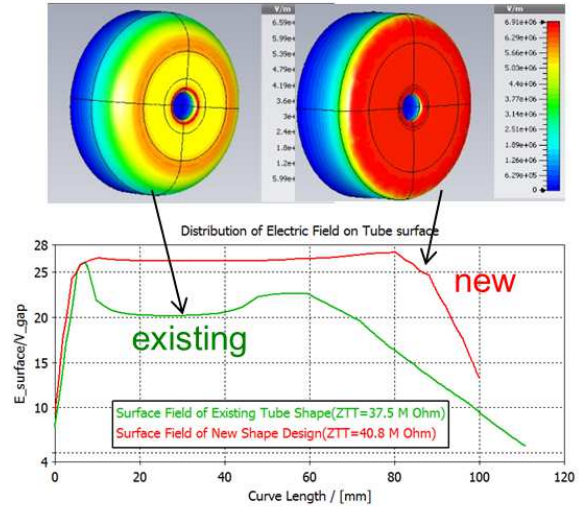 V/m
6.59e+
6e+0
5.39e+
4.79e+
4.19e+
3.6e+
3e+0
2.4e+
1.8e+
1.2e+
5.99e
V/m
6.91e+06
6.29e+06
5.66e+06
5.03e+06
4.4e+06
3.77e+06
3.14e+06
2.51e+06
1.89e+06
1.26e+06
6.29e+05
0
Distribution of Electric Field on Tube surface
E_surface/V_gap
28
25
20
15
10
4
new
existing
Surface Field of Existing Tube Shape(ZTT=37.5 M Ohm)
Surface Field of New Shape Design(ZTT=40.8 M Ohm)
0
20
40
60
80
100
120
Curve Length / [mm]